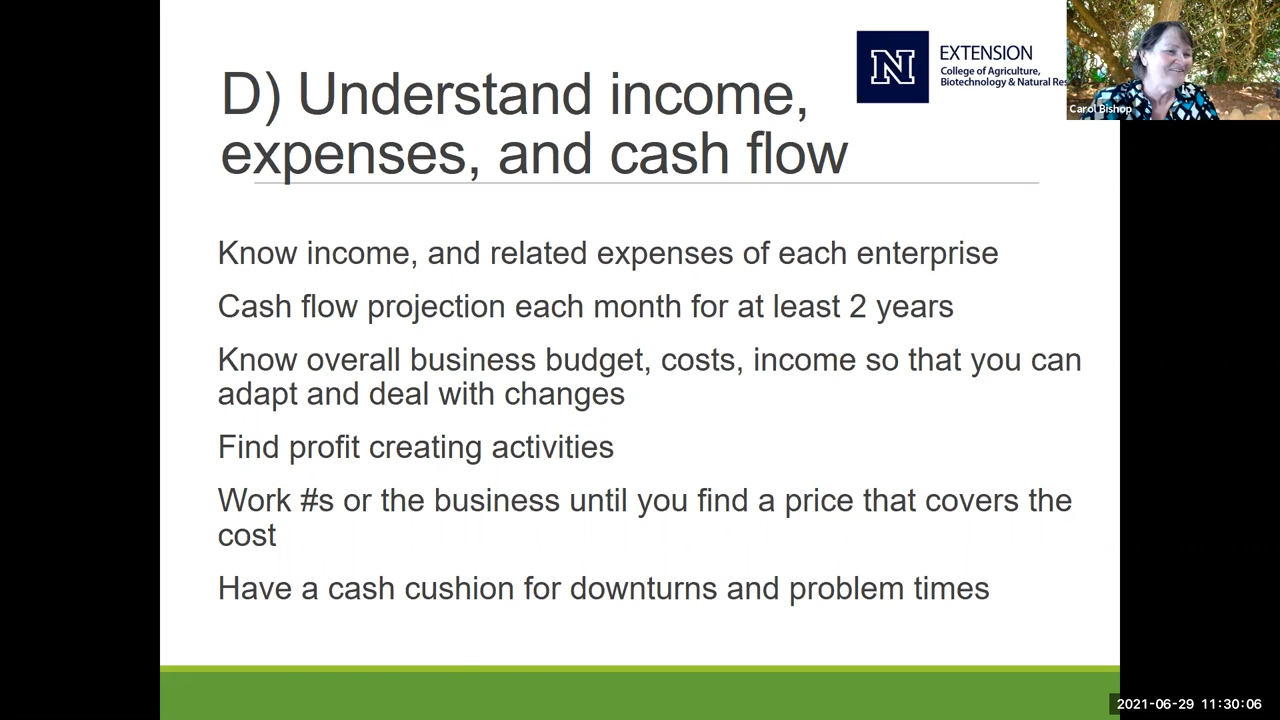 D) Understand income,
expenses, and cash flow
N
EXTENSION
College of Agriculture,
Biotechnology & Natural Res
Carol Bishop
Know income, and related expenses of each enterprise
Cash flow projection each month for at least 2 years
Know overall business budget, costs, income so that you can
adapt and deal with changes
Find profit creating activities
Work #s or the business until you find a price that covers the
cost
Have a cash cushion for downturns and problem times
2021-06-29 11:30:06